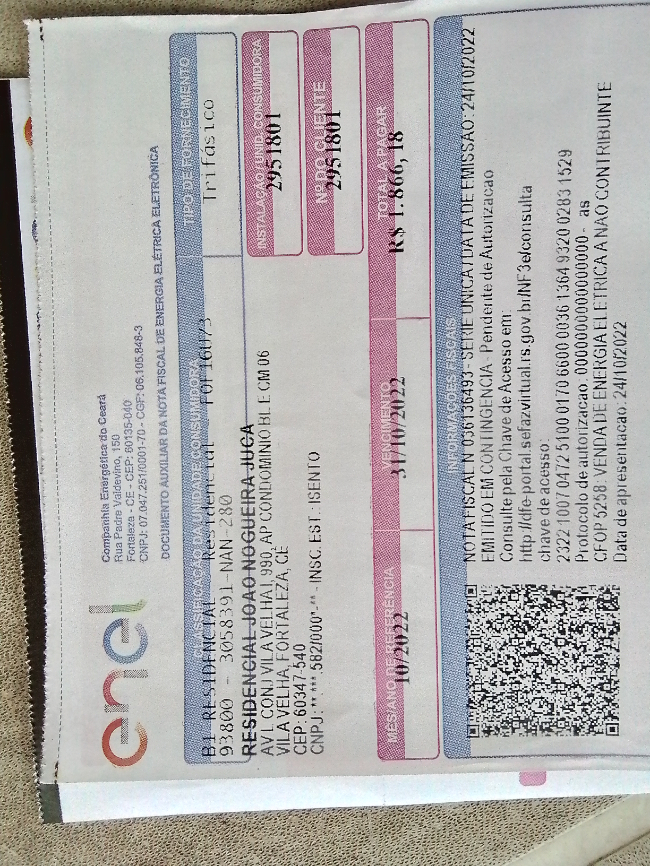 enel
Companhia Energética do Ceará
Rua Padre Valdevino, 150
Fortaleza - CE - CEP: 60135-040
CNPJ: 07.047.251/0001-70 - CGF: 06.105.848-3
DOCUMENTO AUXILIAR DA NOTA FISCAL DE ENERGIA ELÉTRICA ELETRÔNICA
CLASSIFICAÇÃO DA UNIDADE CONSUMIDORA
TIPO DE FORNECIMENTO
B1 RESIDENCIAL Residencial
Trifásico
93800 - 3058391-NAN-280
RESIDENCIAL JOAO NOGUEIRA JUCA
AV L CONJ VILA VELHA I, 990, AP CONDOMINIO BL E CM 06
VILA VELHA, FORTALEZA, CE
CEP: 60347-540
INSC. EST.: ISENTO
INSTALAÇÃO / UNID. CONSUMIDORA
2951801
Nº DO CLIENTE
2951801
MÊS/ANO DE REFERÊNCIA
10/2022
VENCIMENTO
31/10/2022
TOTAL A PAGAR
R$ 1.866,18
INFORMAÇÕES FISCAIS
NOTA FISCAL N 036136493 - SERIE UNICA / DATA DE EMISSÃO: 24/10/2022
EMITIDO EM CONTINGENCIA - Pendente de Autorizacao
Consulte pela Chave de Acesso em:
http://dfe-portal.sefazvirtual.rs.gov.br/NF3e/consulta
chave de acesso:
2322 1007 0472 5100 0170 6600 0036 1364 9320 0283 1529
Protocolo de autorizacao: 0000000000000000 - as
CFOP 5258: VENDA DE ENERGIA ELETRICA A NÃO CONTRIBUINTE
Data de apresentacao: 24/10/2022